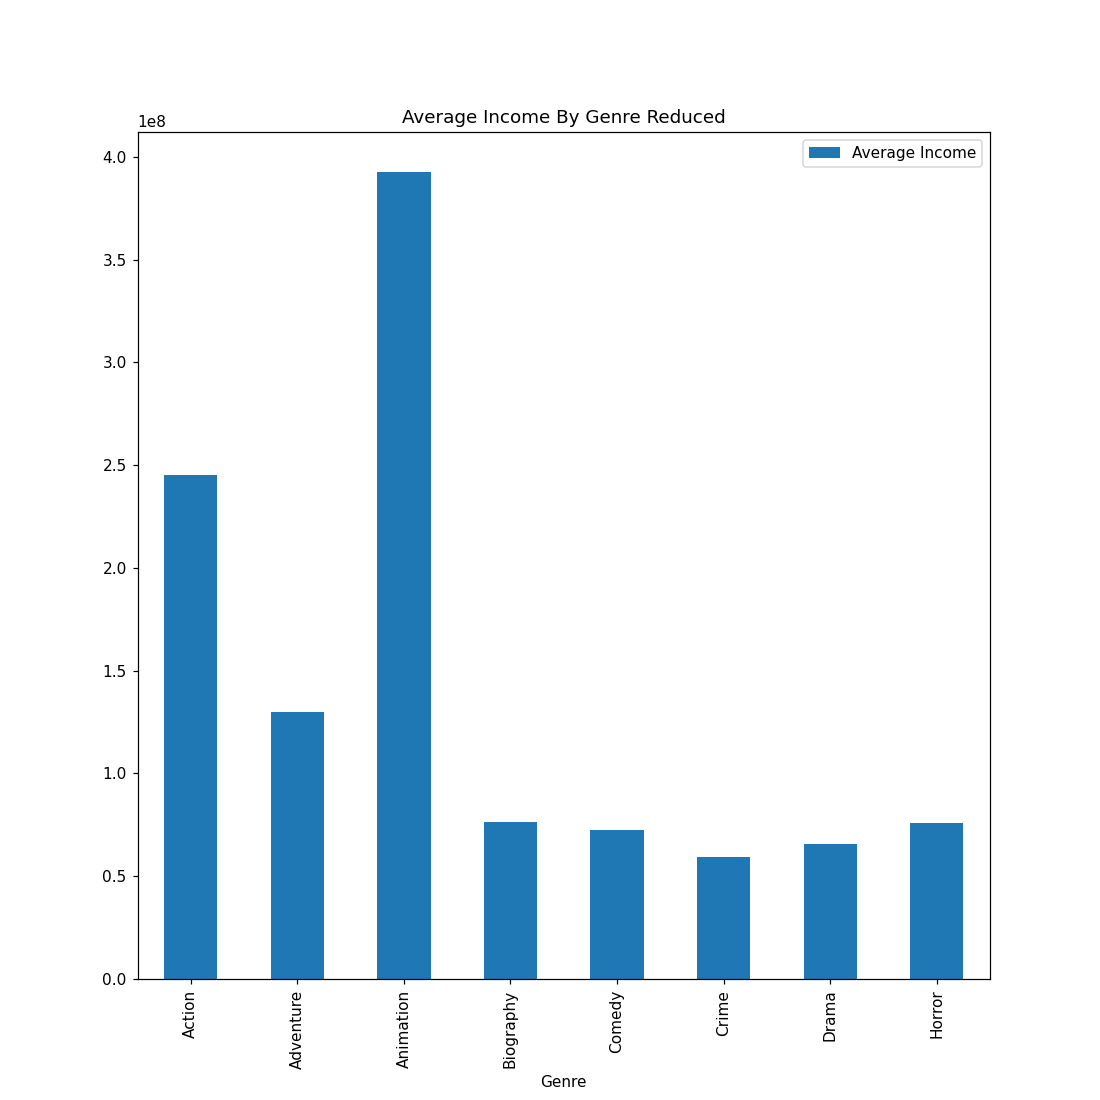 Average Income By Genre Reduced
1e8
Average Income
4.0
3.5
3.0
2.5
2.0
1.5
1.0
0.5
0.0
Action
Adventure
Animation
Biography
Comedy
Crime
Drama
Horror
Genre